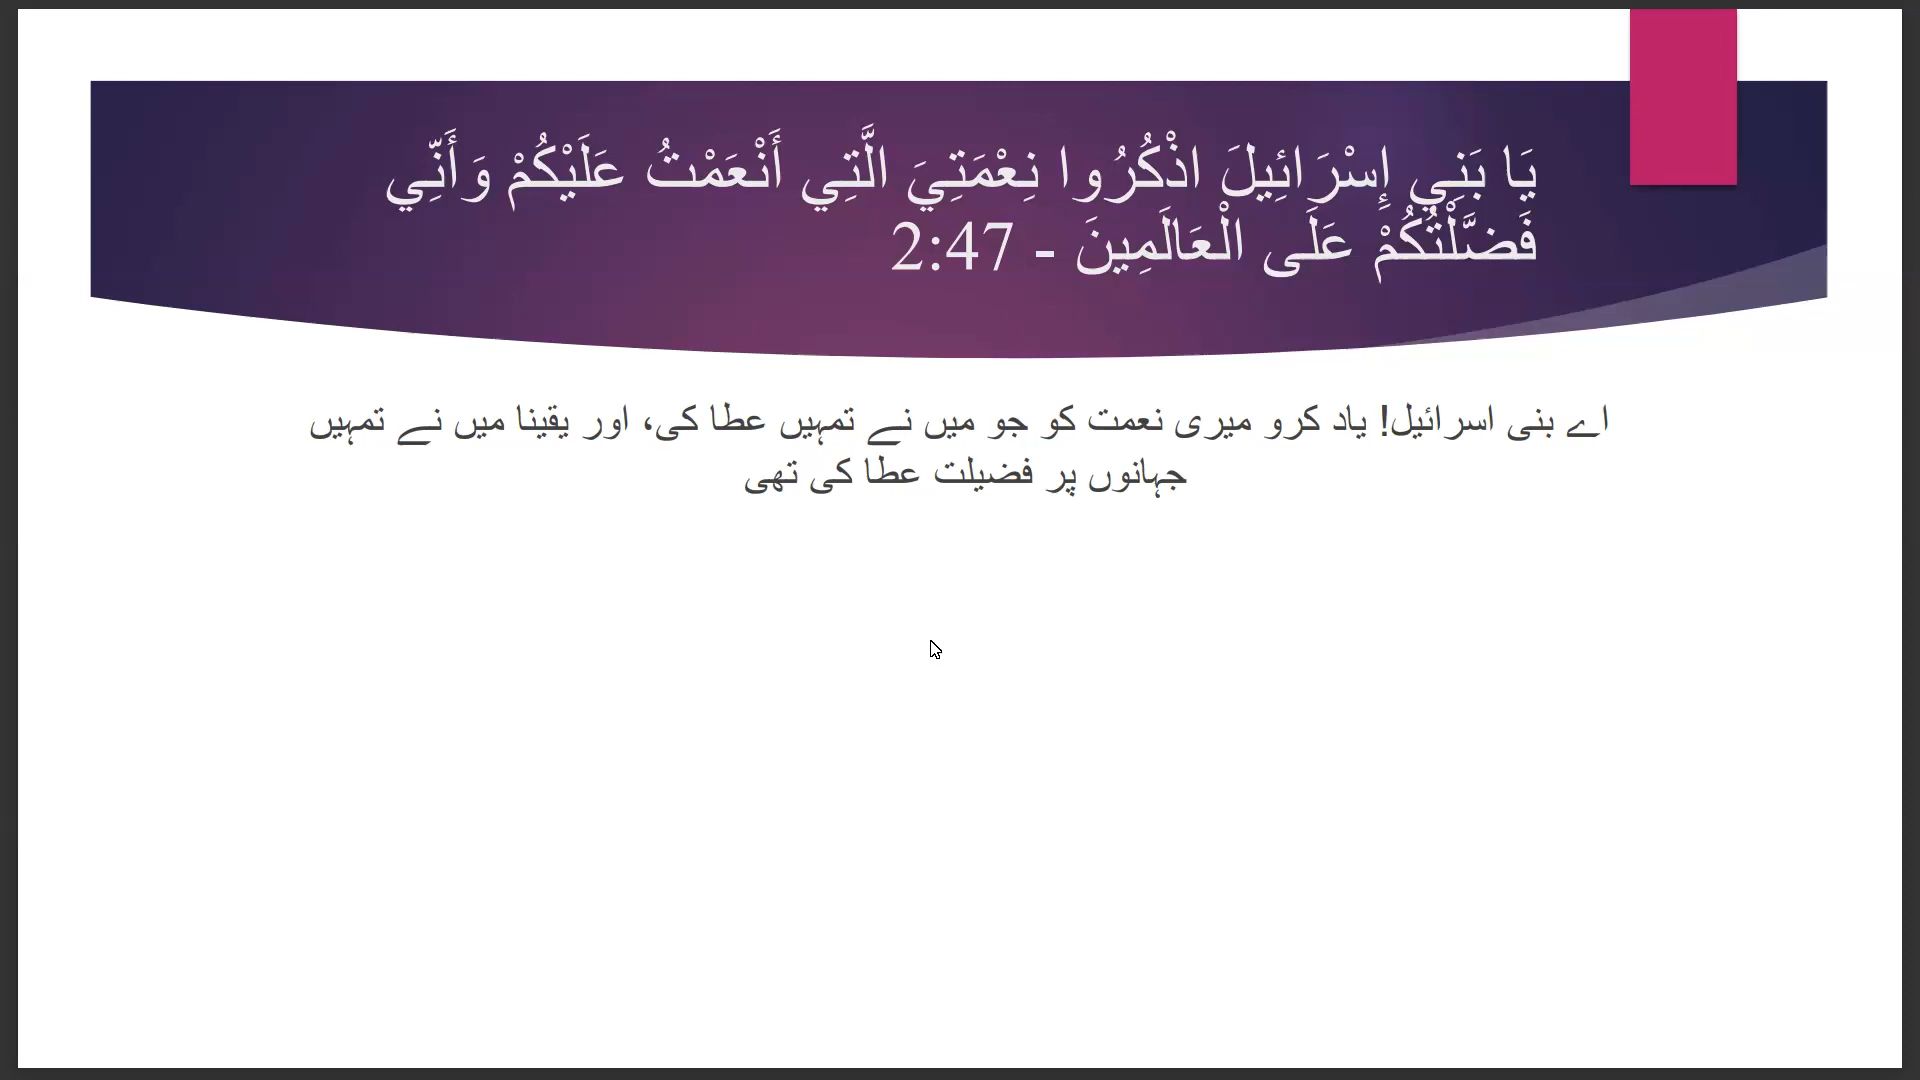 يَا بَنِي إِسْرَائِيلَ اذْكُرُوا نِعْمَتِيَ الَّتِي أَنْعَمْتُ عَلَيْكُمْ وَأَنِّي
فَضَّلْتُكُمْ عَلَى الْعَالَمِينَ - 2:47
اے بنی اسرائیل! یاد کرو میری نعمت کو جو میں نے تمہیں عطا کی، اور یقینا میں نے تمہیں
جہانوں پر فضیلت عطا کی تھی